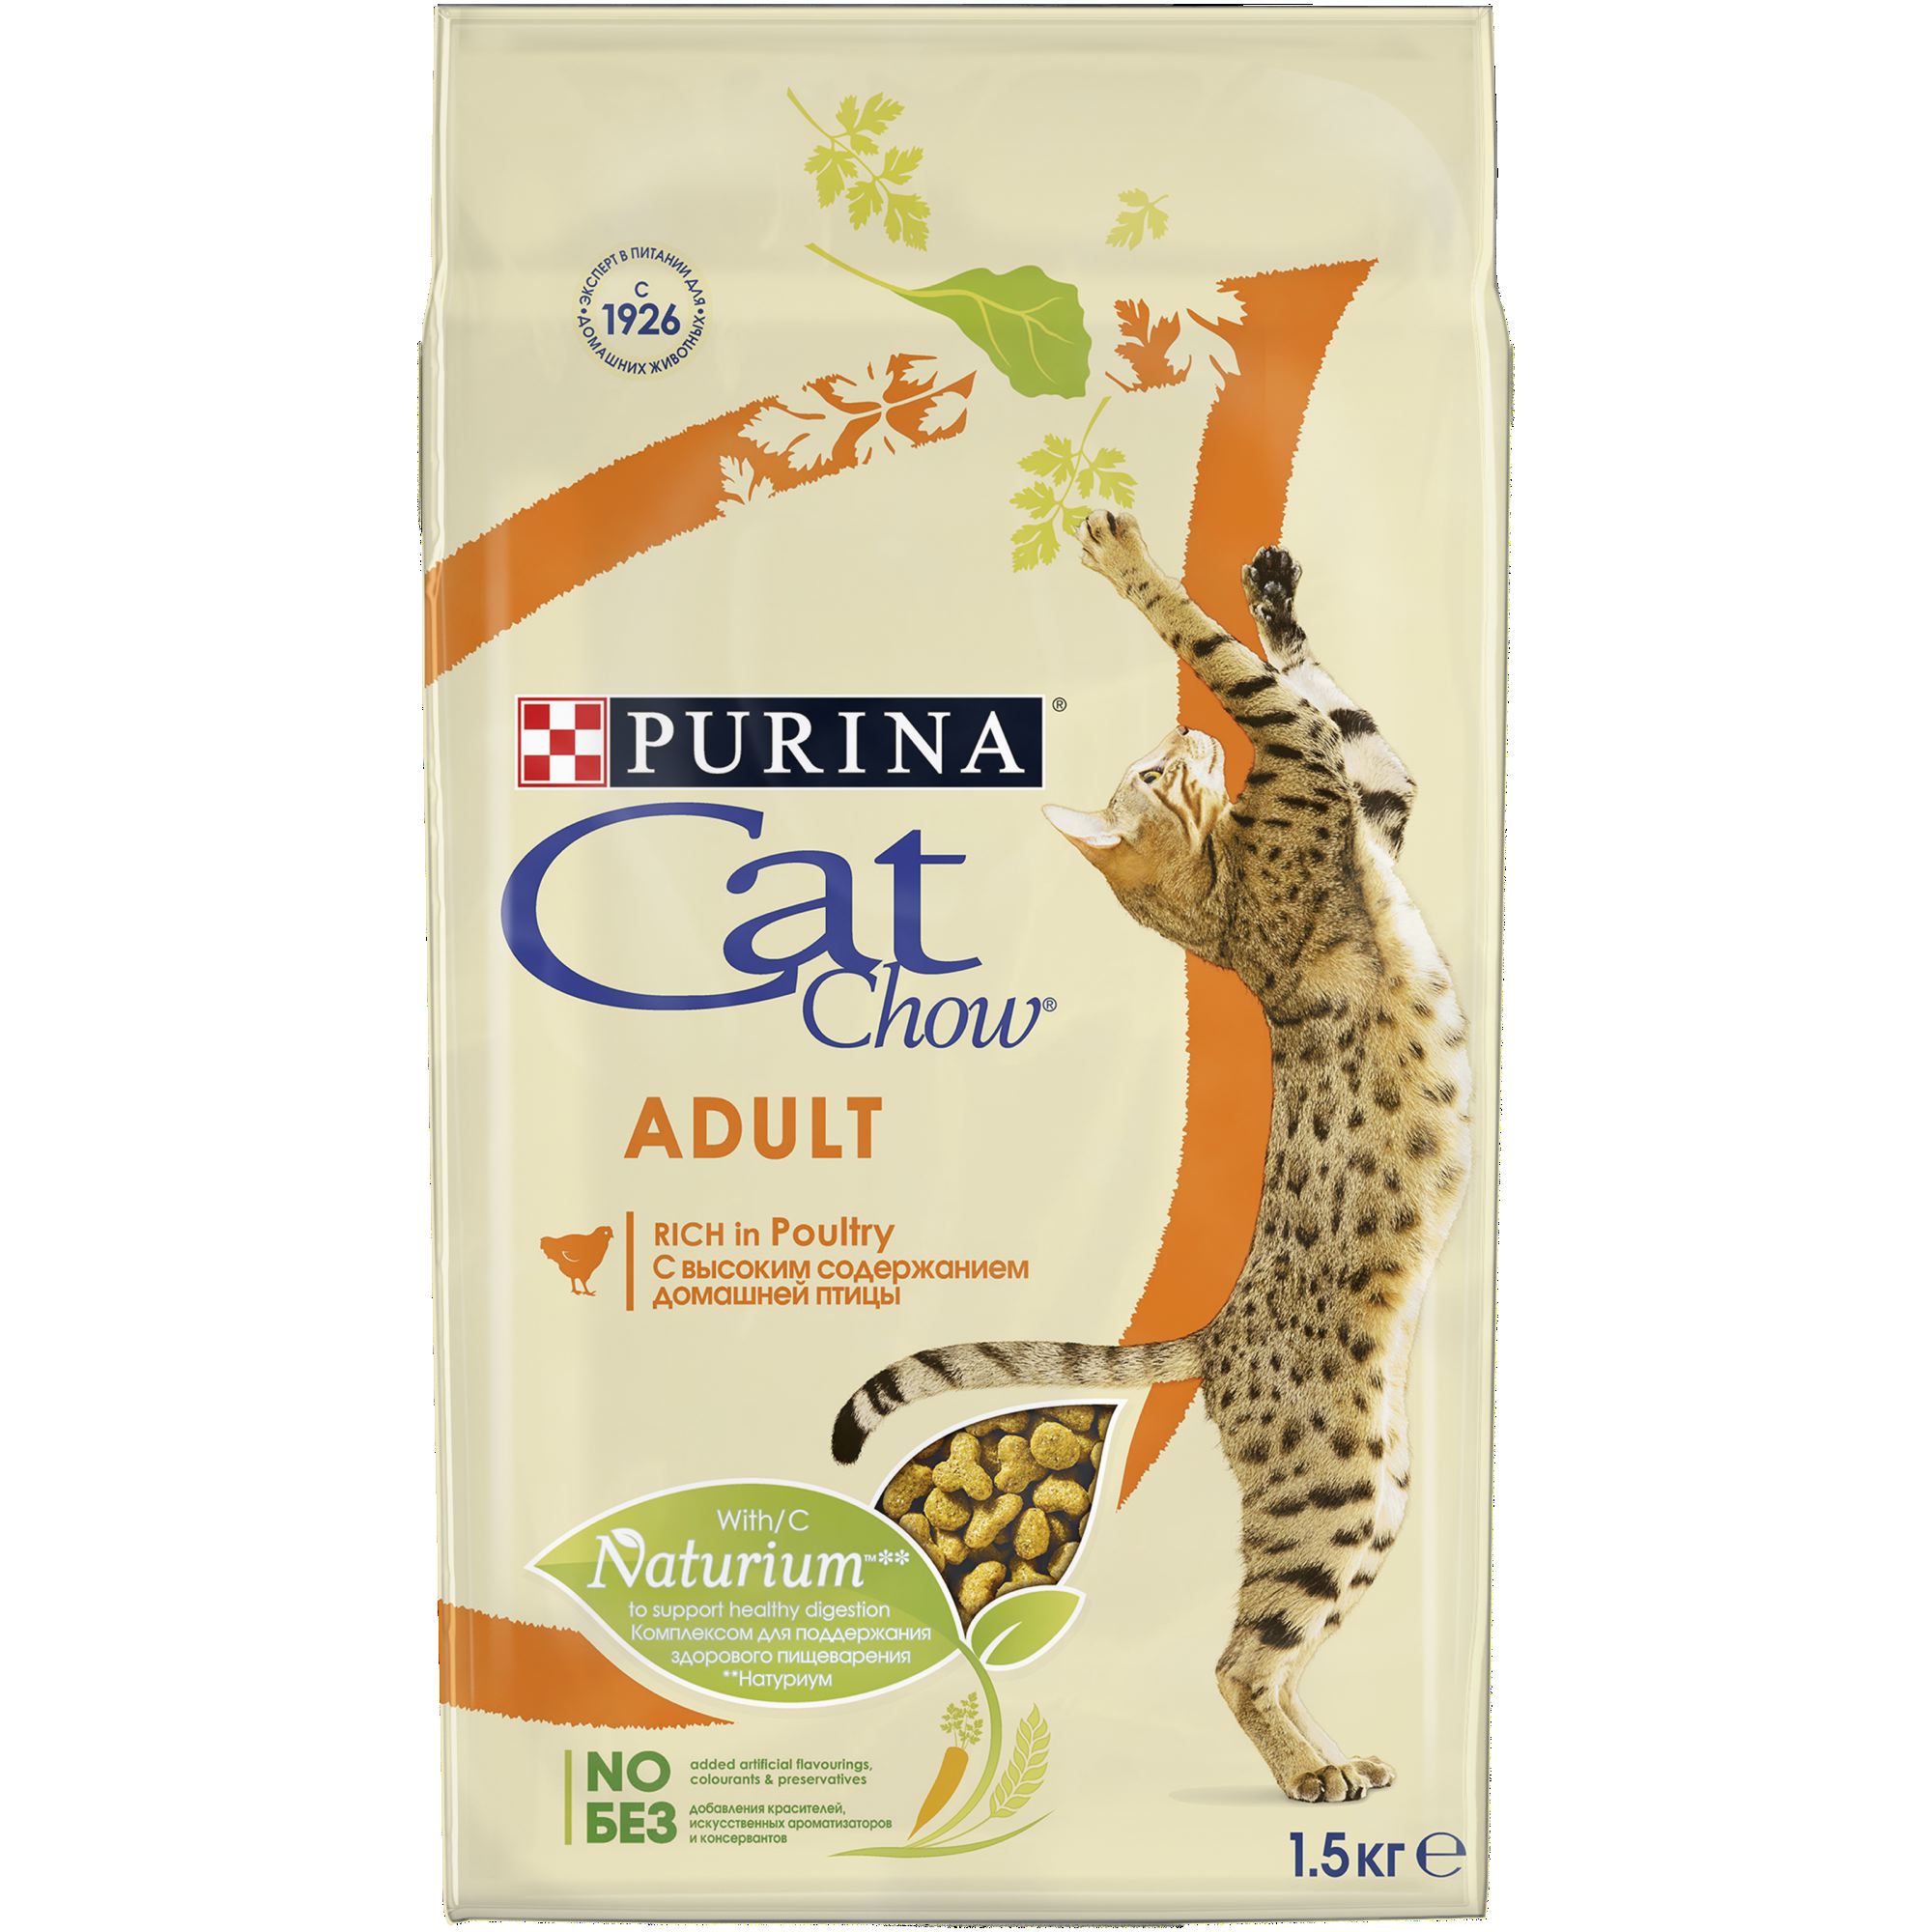 ЭКСПЕРТ В ПИТАНИИ ДЛЯ
ДОМАШНИХ ЖИВОТНЫХ
С
1926
PURINA®
Cat
Chow®
ADULT
RICH in Poultry
С высоким содержанием
домашней птицы
With/С
Naturium™**
to support healthy digestion
Комплексом для поддержания
здорового пищеварения
**Натуриум
NO
added artificial flavourings,
colourants & preservatives
БЕЗ
добавления красителей,
искусственных ароматизаторов
и консервантов
1.5кг ℮